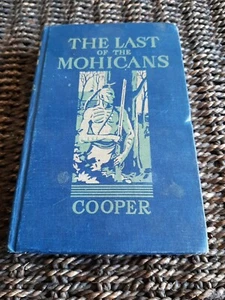 THE LAST
OF THE
MOHICANS
COOPER